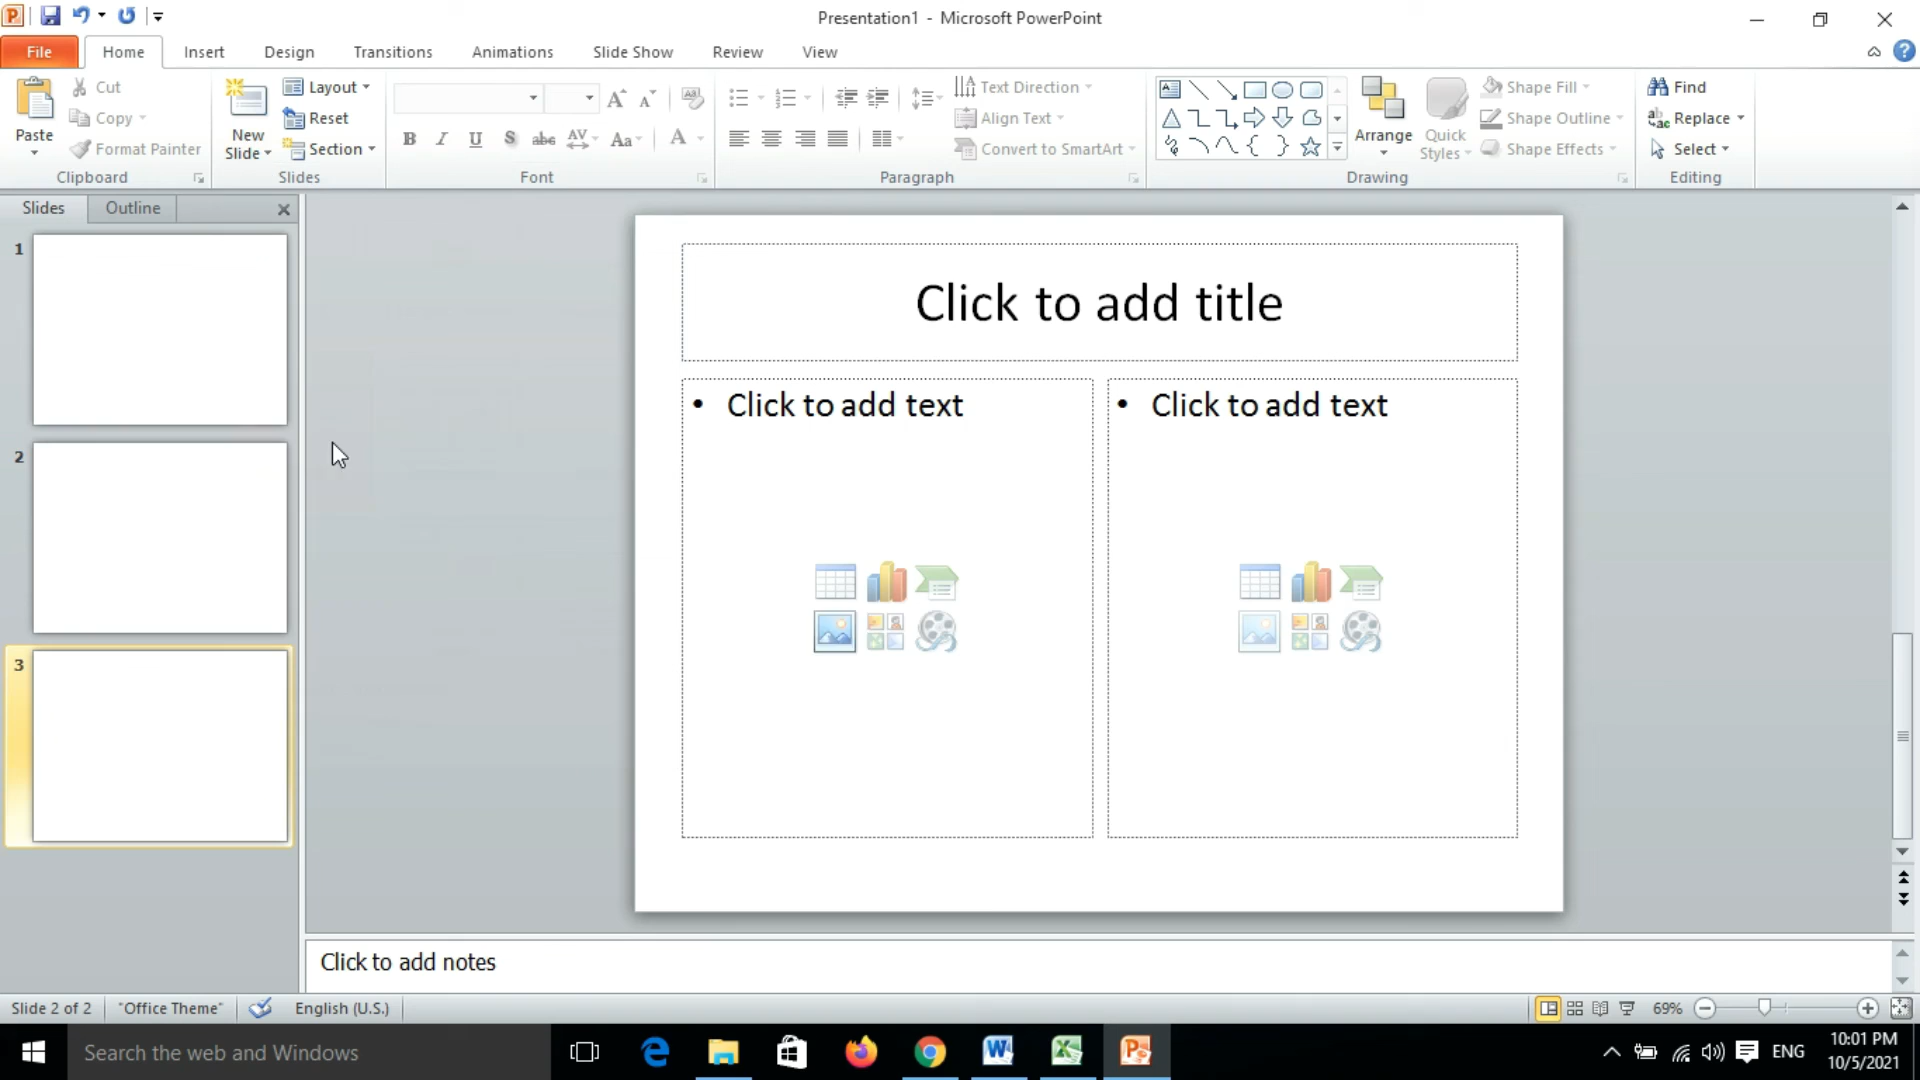 Presentation1 - Microsoft PowerPoint
File Home Insert Design Transitions Animations Slide Show Review View
Paste
Cut
Copy
Format Painter
Clipboard
New Slide
Layout
Reset
Section
Slides
B I U S abc AV Aa A
Font
Text Direction
Align Text
Convert to SmartArt
Paragraph
Arrange
Quick Styles
Shape Fill
Shape Outline
Shape Effects
Drawing
Find
Replace
Select
Editing
Slides Outline
1
2
3
Click to add title
• Click to add text
• Click to add text
Click to add notes
Slide 2 of 2 "Office Theme" English (U.S.) 69%
Search the web and Windows
ENG
10:01 PM
10/5/2021